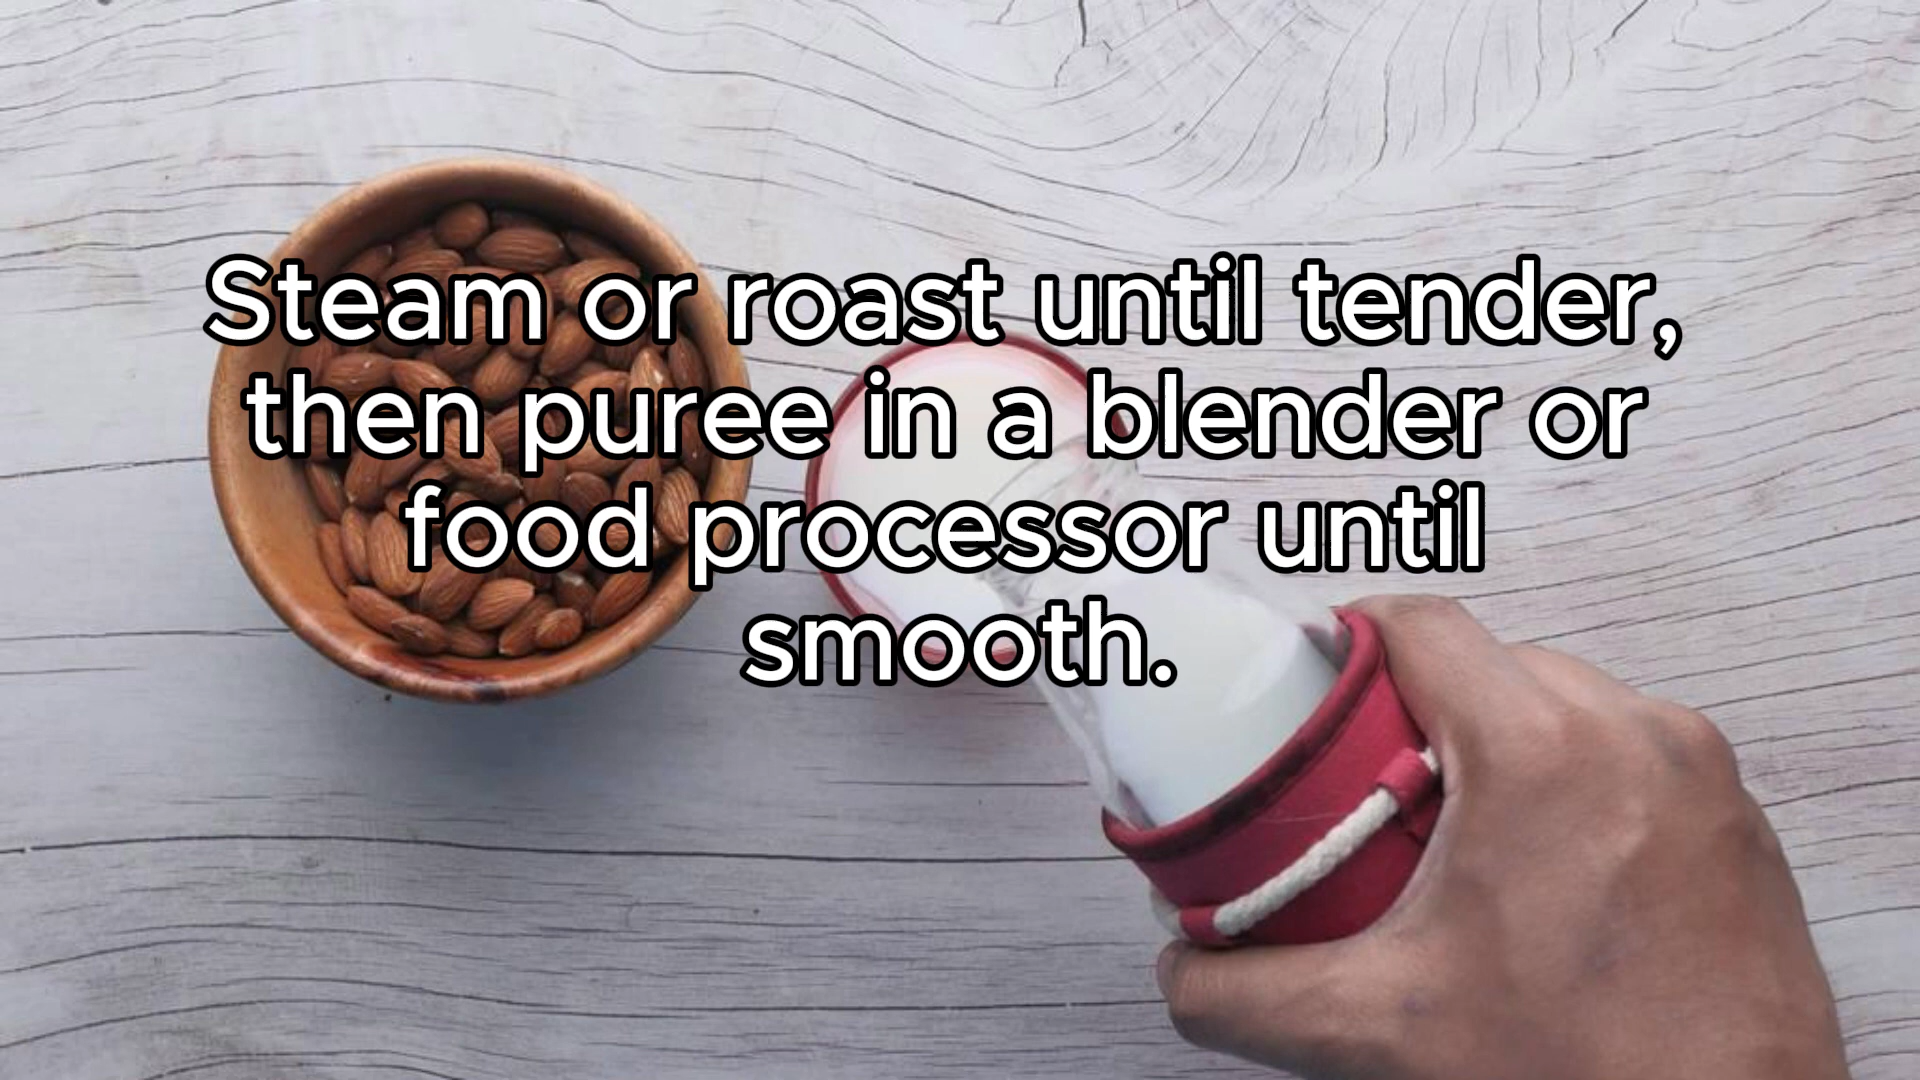 Steam or roast until tender,
then puree in a blender or
food processor until
smooth.